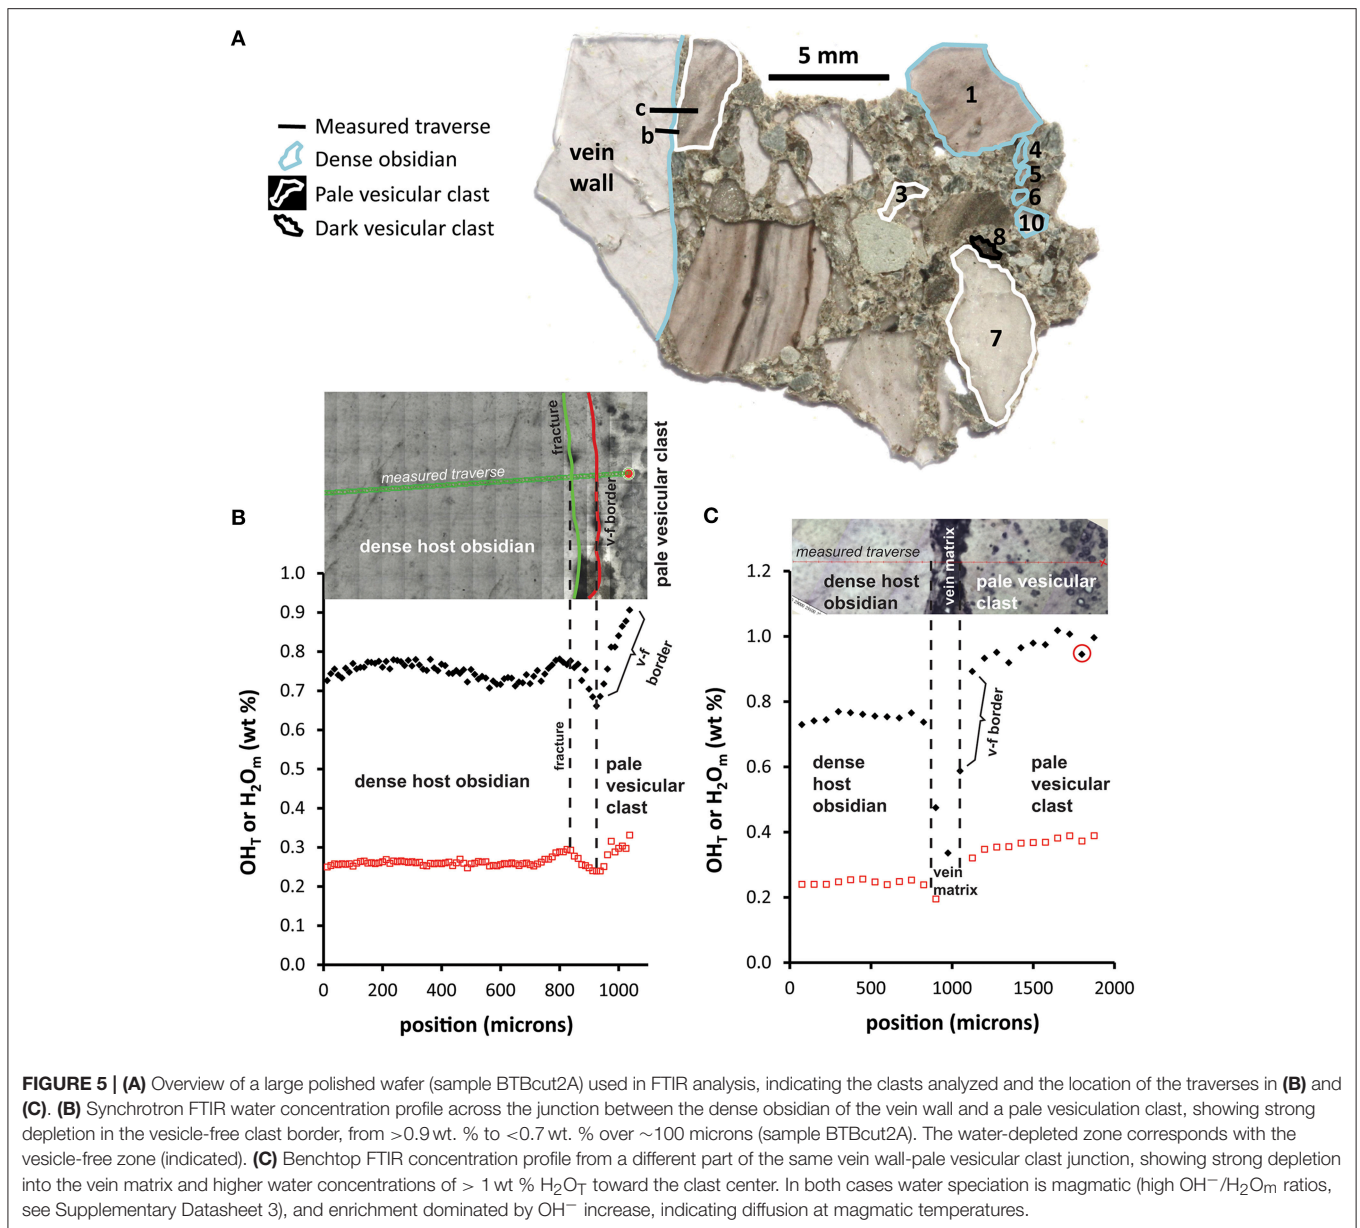 A
5 mm
Measured traverse
Dense obsidian
Pale vesicular clast
Dark vesicular clast
c
b
vein
wall
1
3
4
5
6
10
8
7
B
fracture
measured traverse
v-f border
pale vesicular clast
dense host obsidian
1.0
0.9
0.8
0.7
0.6
0.5
0.4
0.3
0.2
0.1
0.0
OHT or H2Om (wt %)
v-f
border
fracture
dense host obsidian
pale
vesicular
clast
0
200
400
600
800
1000
position (microns)
C
measured traverse
dense host
obsidian
vein matrix
pale vesicular
clast
1.2
1.0
0.8
0.6
0.4
0.2
0.0
OHT or H2Om (wt %)
v-f border
dense
host
obsidian
pale
vesicular
clast
vein
matrix
0
500
1000
1500
2000
position (microns)
FIGURE 5 | (A) Overview of a large polished wafer (sample BTBcut2A) used in FTIR analysis, indicating the clasts analyzed and the location of the traverses in (B) and
(C). (B) Synchrotron FTIR water concentration profile across the junction between the dense obsidian of the vein wall and a pale vesiculation clast, showing strong
depletion in the vesicle-free clast border, from >0.9 wt. % to <0.7 wt. % over ~100 microns (sample BTBcut2A). The water-depleted zone corresponds with the
vesicle-free zone (indicated). (C) Benchtop FTIR concentration profile from a different part of the same vein wall-pale vesicular clast junction, showing strong depletion
into the vein matrix and higher water concentrations of > 1 wt % H2OT toward the clast center. In both cases water speciation is magmatic (high OH−/H2Om ratios,
see Supplementary Datasheet 3), and enrichment dominated by OH− increase, indicating diffusion at magmatic temperatures.